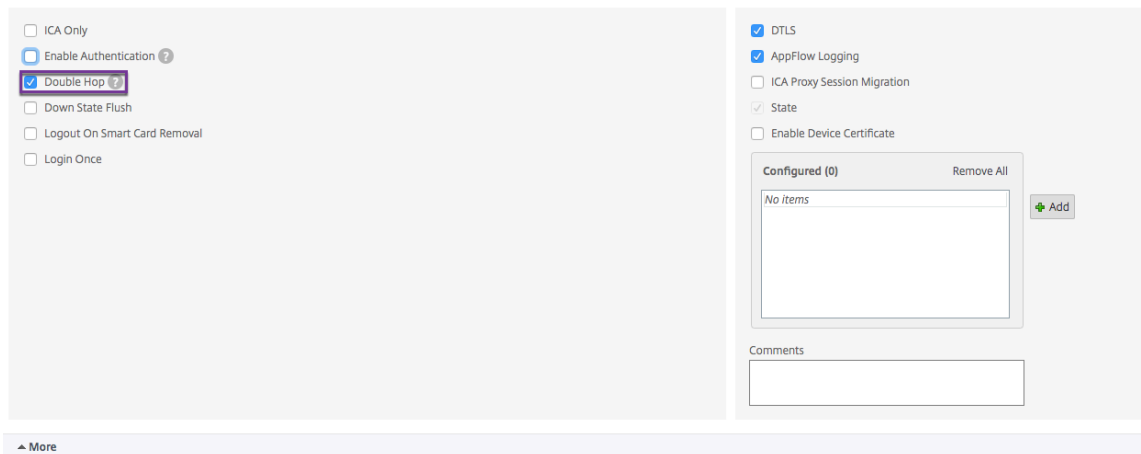 ICA Only
Enable Authentication ?
Double Hop ?
Down State Flush
Logout On Smart Card Removal
Login Once
DTLS
AppFlow Logging
ICA Proxy Session Migration
State
Enable Device Certificate
Configured (0) Remove All
No items
Add
Comments
More